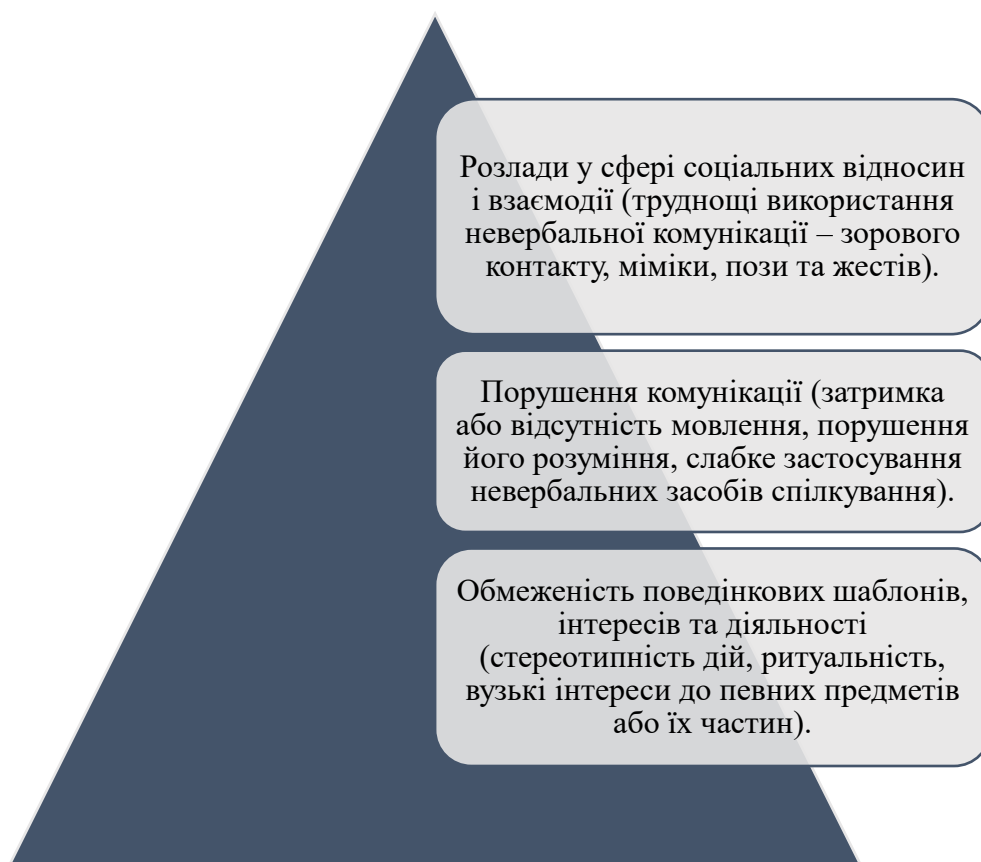 Розлади у сфері соціальних відносин
і взаємодії (труднощі використання
невербальної комунікації – зорового
контакту, міміки, пози та жестів).
Порушення комунікації (затримка
або відсутність мовлення, порушення
його розуміння, слабке застосування
невербальних засобів спілкування).
Обмеженість поведінкових шаблонів,
інтересів та діяльності
(стереотипність дій, ритуальність,
вузькі інтереси до певних предметів
або їх частин).